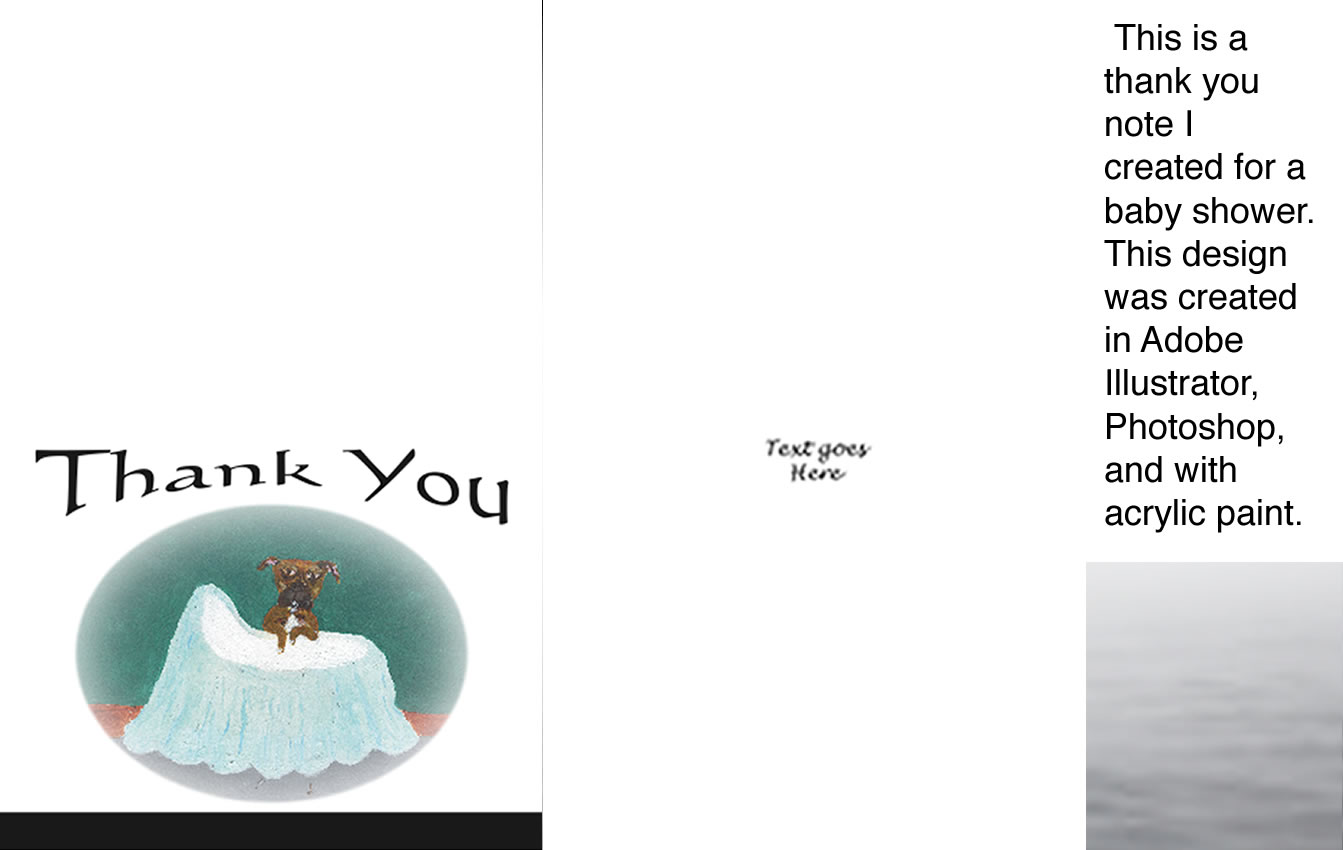 Thank You
Text goes
Here
This is a
thank you
note I
created for a
baby shower.
This design
was created
in Adobe
Illustrator,
Photoshop,
and with
acrylic paint.